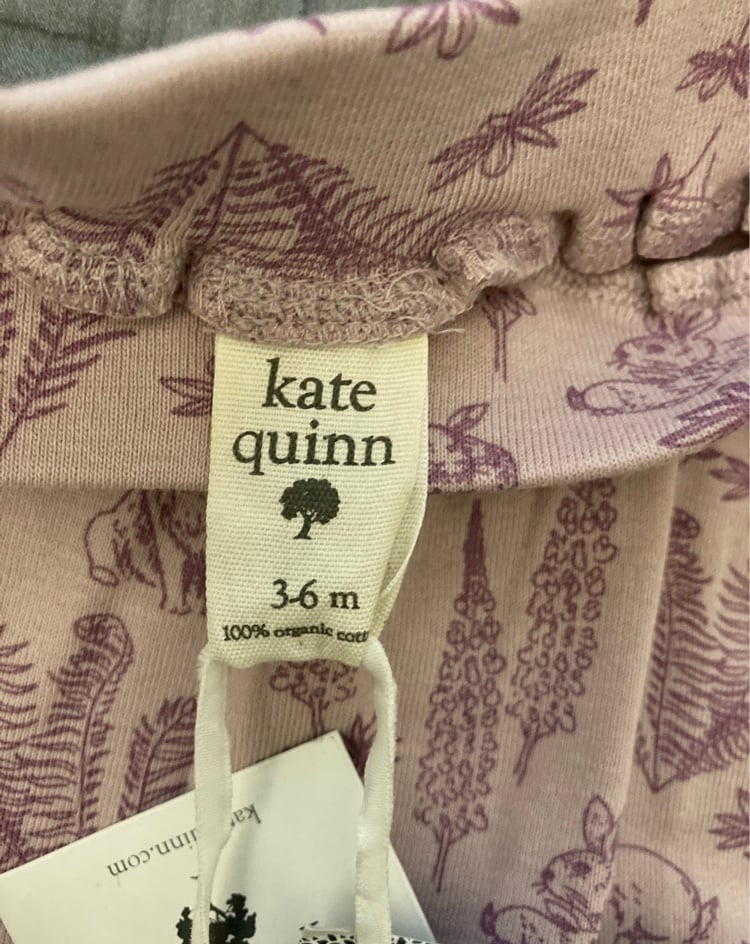 kate
quinn
3-6 m
100% organic cott